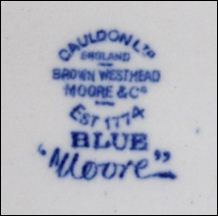 CAULDON LTD
ENGLAND
BROWN WESTHEAD
MOORE & Co
EST 1774
BLUE
"Moore"